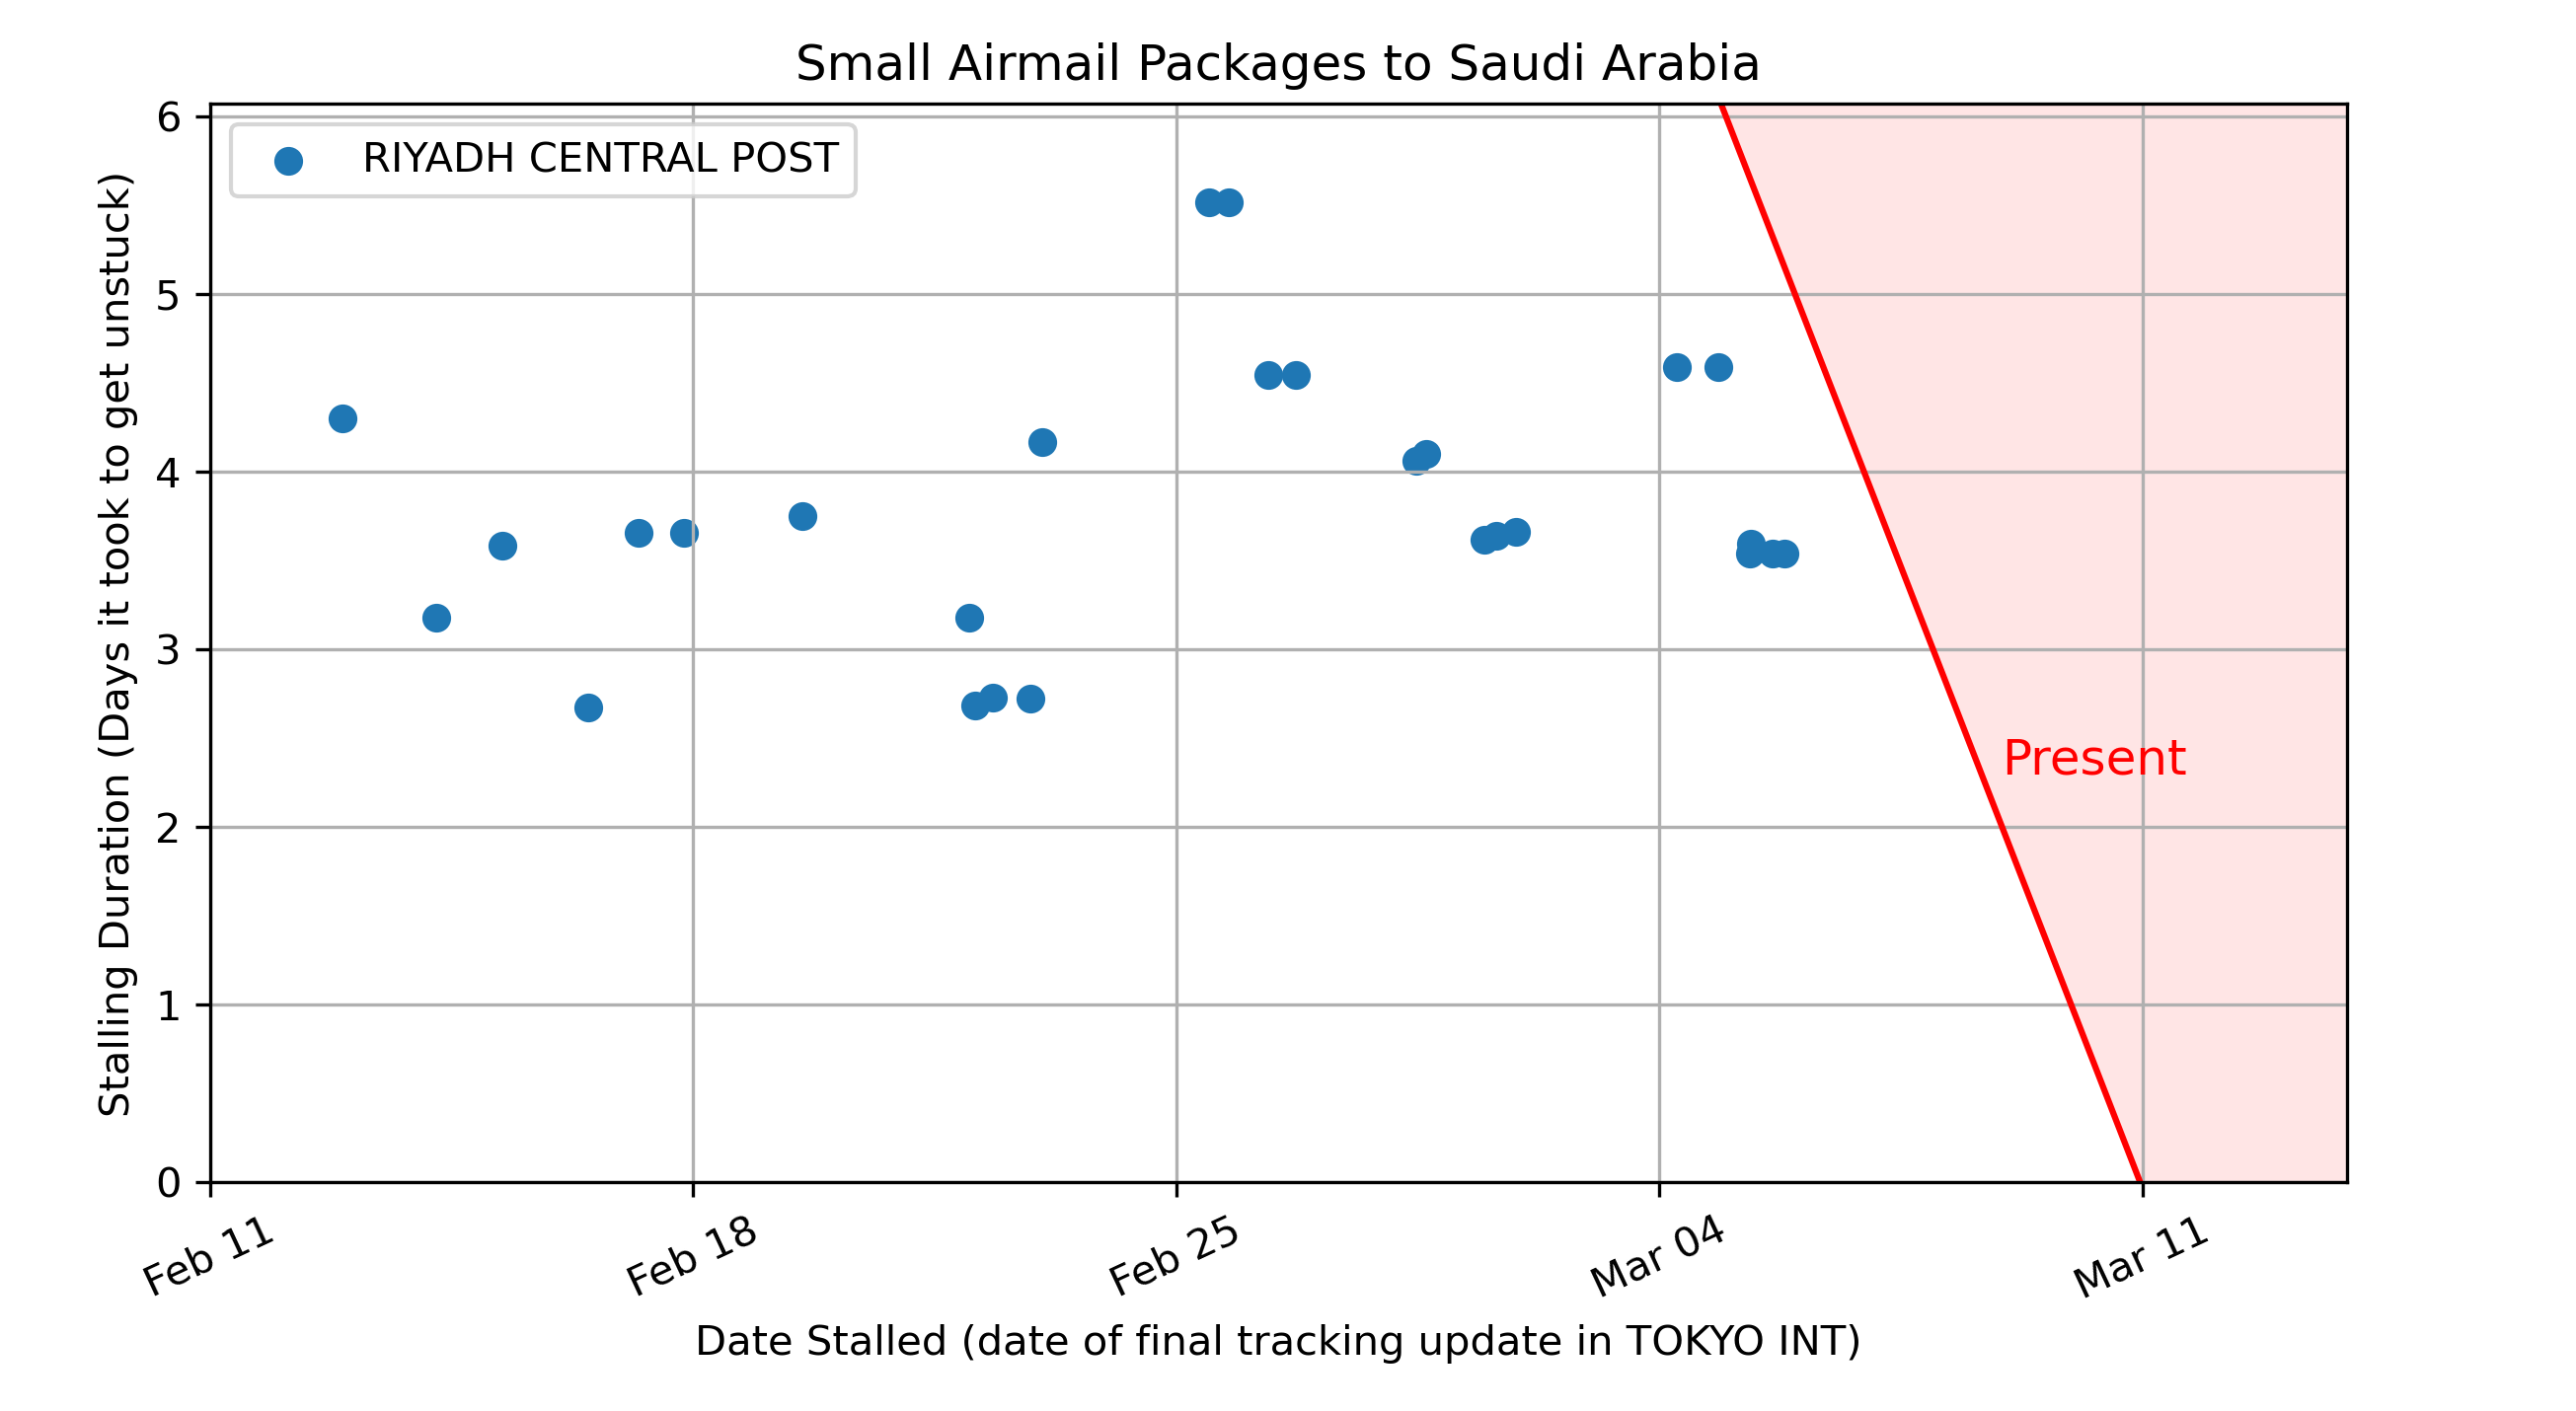 Small Airmail Packages to Saudi Arabia
RIYADH CENTRAL POST
Stalling Duration (Days it took to get unstuck)
6
5
4
3
2
1
0
Present
Feb 11
Feb 18
Feb 25
Mar 04
Mar 11
Date Stalled (date of final tracking update in TOKYO INT)